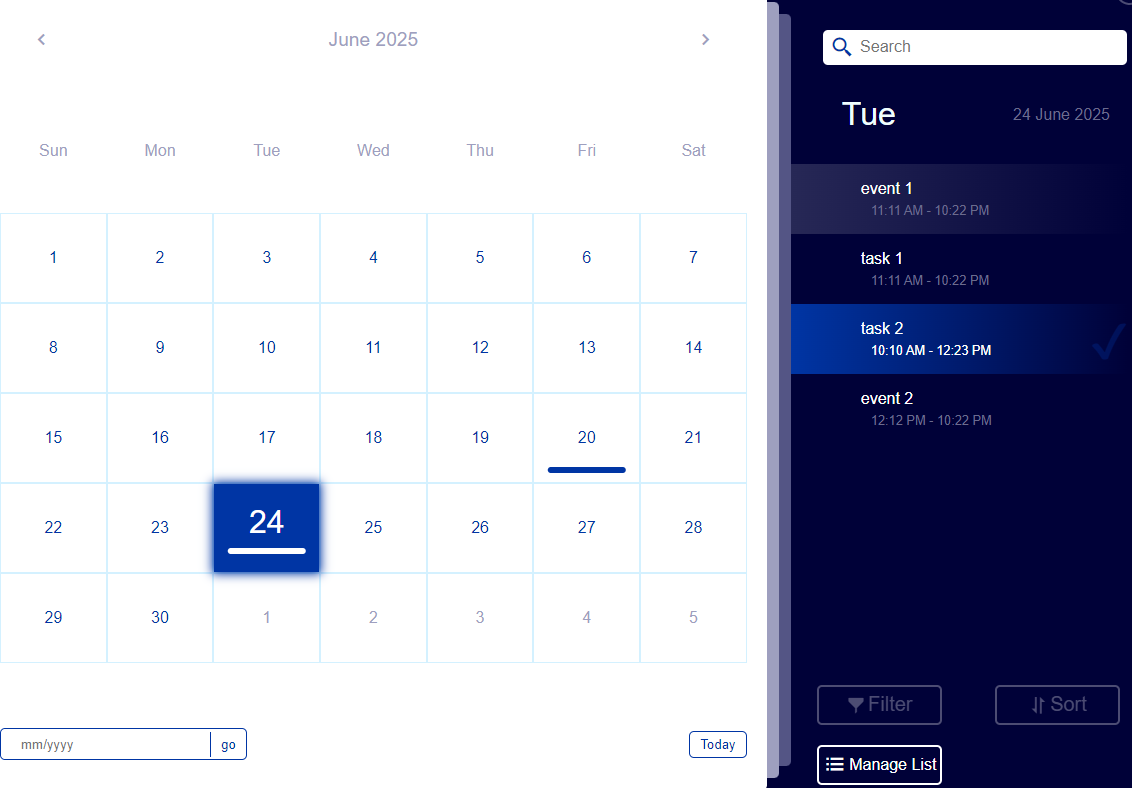 June 2025
Sun Mon Tue Wed Thu Fri Sat
1 2 3 4 5 6 7
8 9 10 11 12 13 14
15 16 17 18 19 20 21
22 23 24 25 26 27 28
29 30 1 2 3 4 5
mm/yyyy go Today
Search
Tue 24 June 2025
event 1
11:11 AM - 10:22 PM
task 1
11:11 AM - 10:22 PM
task 2
10:10 AM - 12:23 PM
event 2
12:12 PM - 10:22 PM
Filter Sort
Manage List